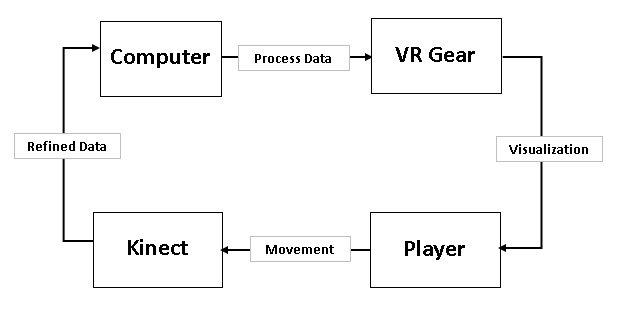 Computer
Process Data
VR Gear
Refined Data
Visualization
Kinect
Movement
Player